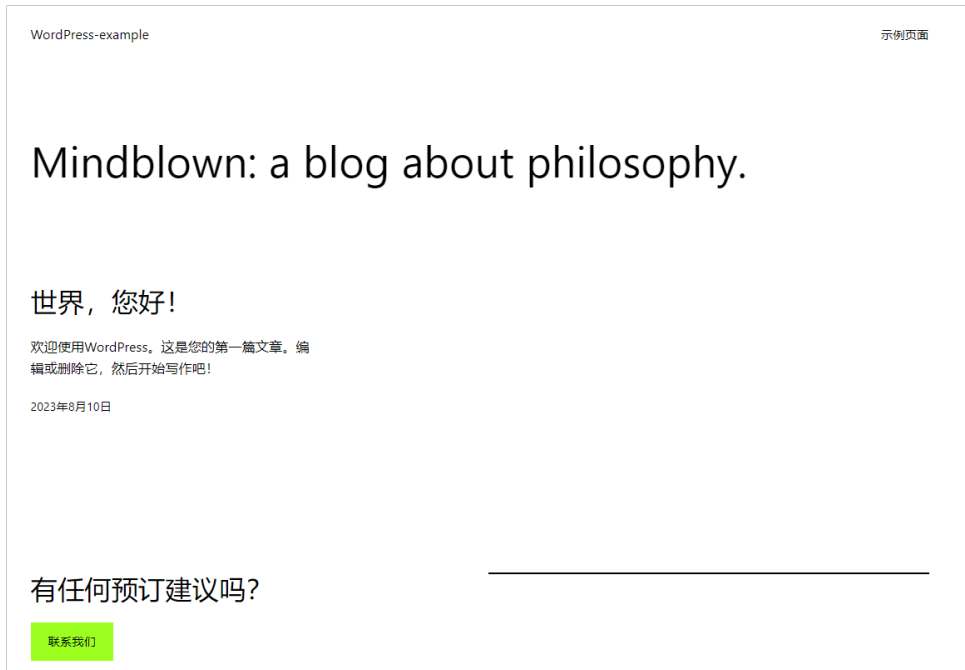 WordPress-example
示例页面
Mindblown: a blog about philosophy.
世界，您好！
欢迎使用WordPress。这是您的第一篇文章。编
辑或删除它，然后开始写作吧！
2023年8月10日
有任何预订建议吗？
联系我们